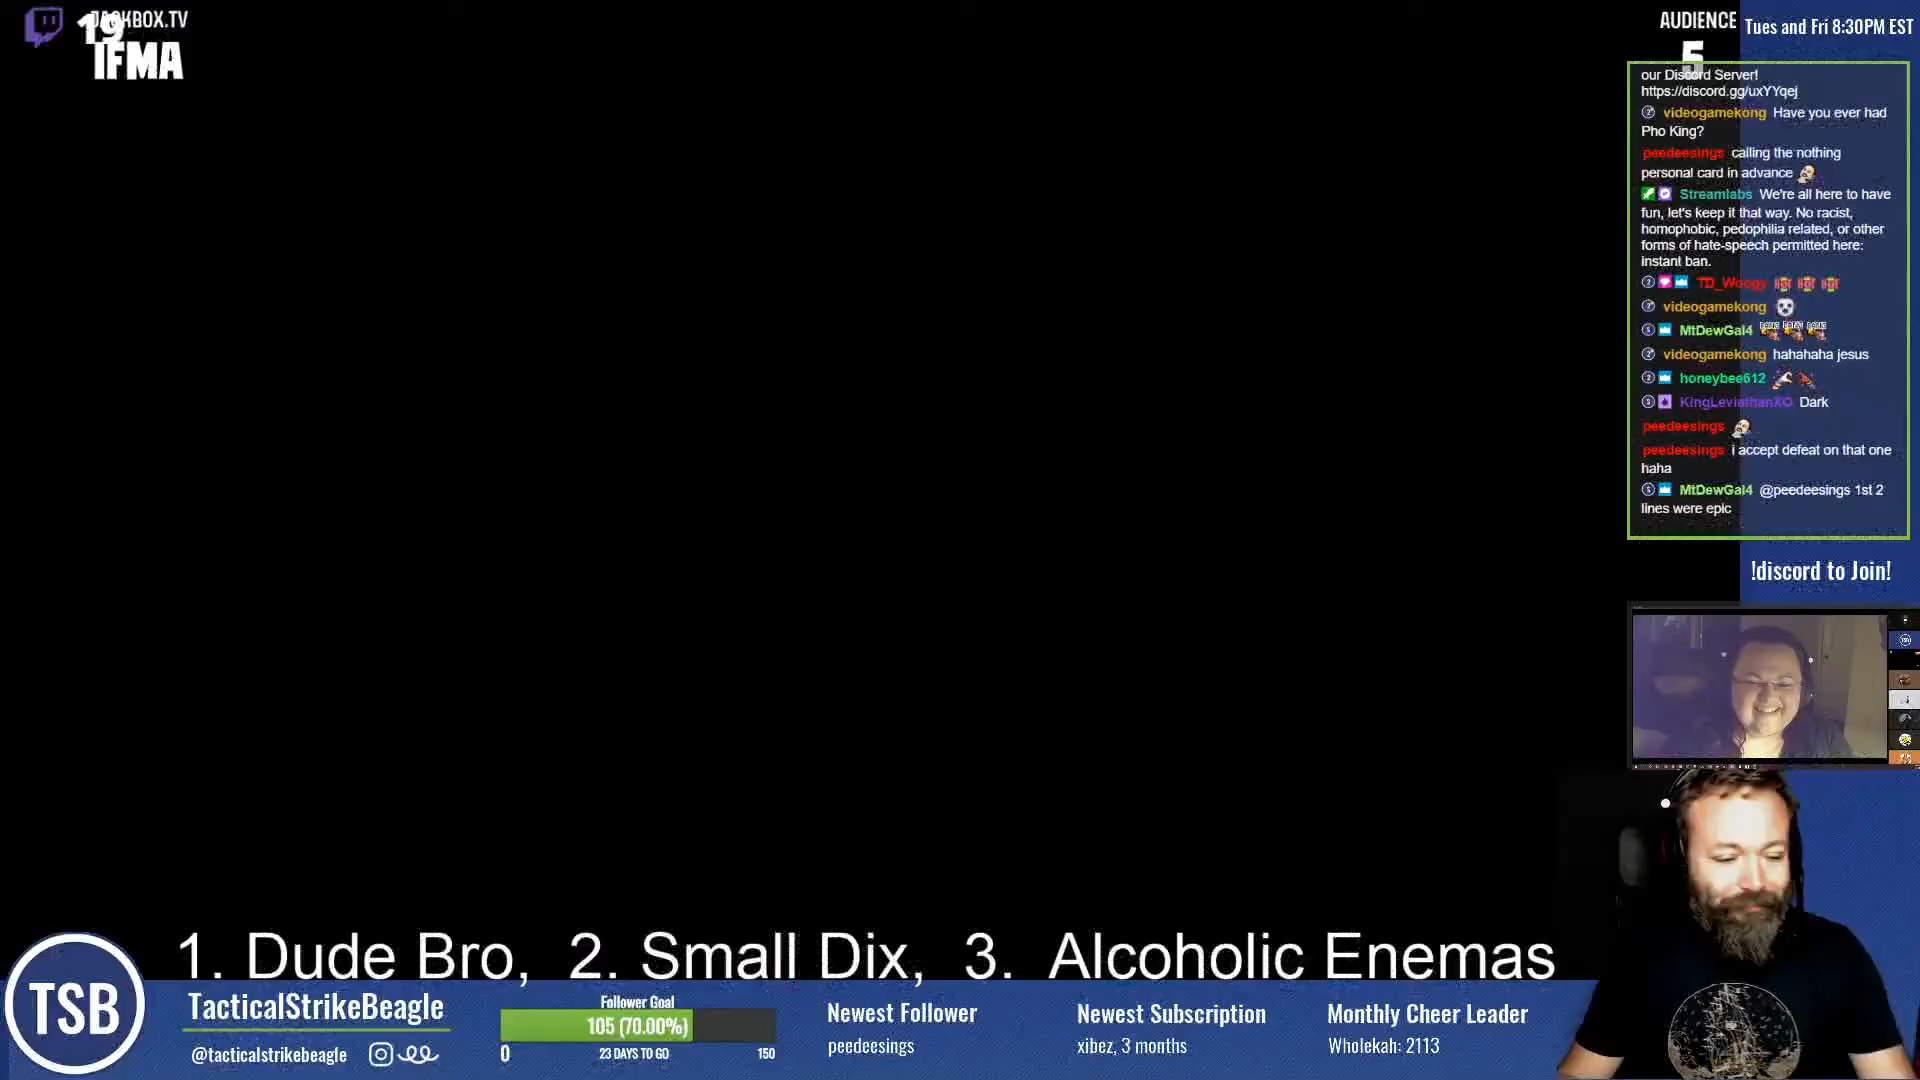 JACKBOX.TV
19
IFMA
AUDIENCE
5
Tues and Fri 8:30PM EST
our Discord Server!
https://discord.gg/uxYYqej
videogamekong Have you ever had
Pho King?
peedeesings calling the nothing
personal card in advance
Streamlabs We're all here to have
fun, let's keep it that way. No racist,
homophobic, pedophilia related, or other
forms of hate-speech permitted here:
instant ban.
TD_Woogy
videogamekong
MtDewGal4
videogamekong hahahaha jesus
honeybee612
KingLeviathanXO Dark
peedeesings
peedeesings i accept defeat on that one
haha
MtDewGal4 @peedeesings 1st 2
lines were epic
!discord to Join!
1. Dude Bro, 2. Small Dix, 3. Alcoholic Enemas
TSB
TacticalStrikeBeagle
@tacticalstrikebeagle
Follower Goal
105 (70.00%)
0
23 DAYS TO GO
150
Newest Follower
peedeesings
Newest Subscription
xibez, 3 months
Monthly Cheer Leader
Wholekah: 2113